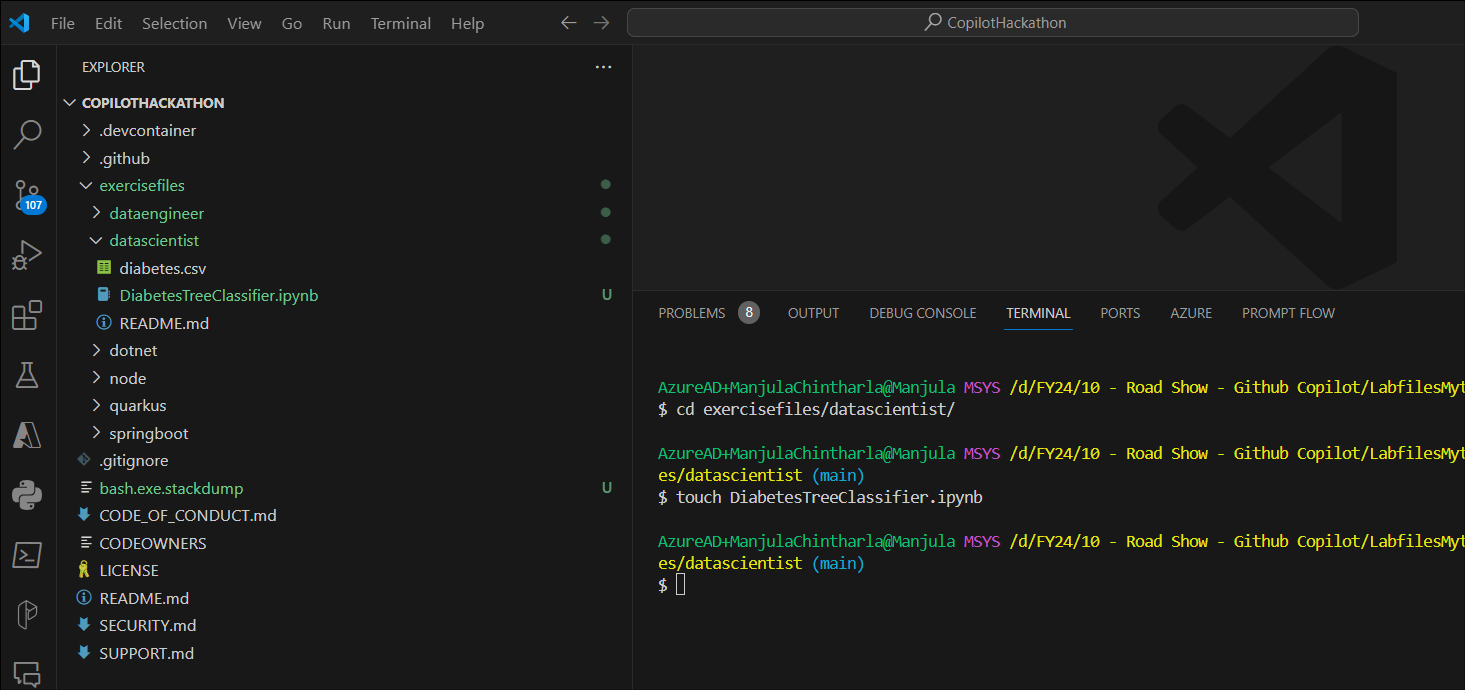 File Edit Selection View Go Run Terminal Help CopilotHackathon
EXPLORER
COPILOTHACKATHON
.devcontainer
.github
exercisefiles
dataengineer
datascientist
diabetes.csv
DiabetesTreeClassifier.ipynb U
README.md
dotnet
node
quarkus
springboot
.gitignore
bash.exe.stackdump U
CODE_OF_CONDUCT.md
CODEOWNERS
LICENSE
README.md
SECURITY.md
SUPPORT.md
107
PROBLEMS 8 OUTPUT DEBUG CONSOLE TERMINAL PORTS AZURE PROMPT FLOW
AzureAD+ManjulaChintharla@Manjula MSYS /d/FY24/10 - Road Show - Github Copilot/LabfilesMyt
$ cd exercisefiles/datascientist/
AzureAD+ManjulaChintharla@Manjula MSYS /d/FY24/10 - Road Show - Github Copilot/LabfilesMyt
es/datascientist (main)
$ touch DiabetesTreeClassifier.ipynb
AzureAD+ManjulaChintharla@Manjula MSYS /d/FY24/10 - Road Show - Github Copilot/LabfilesMyt
es/datascientist (main)
$